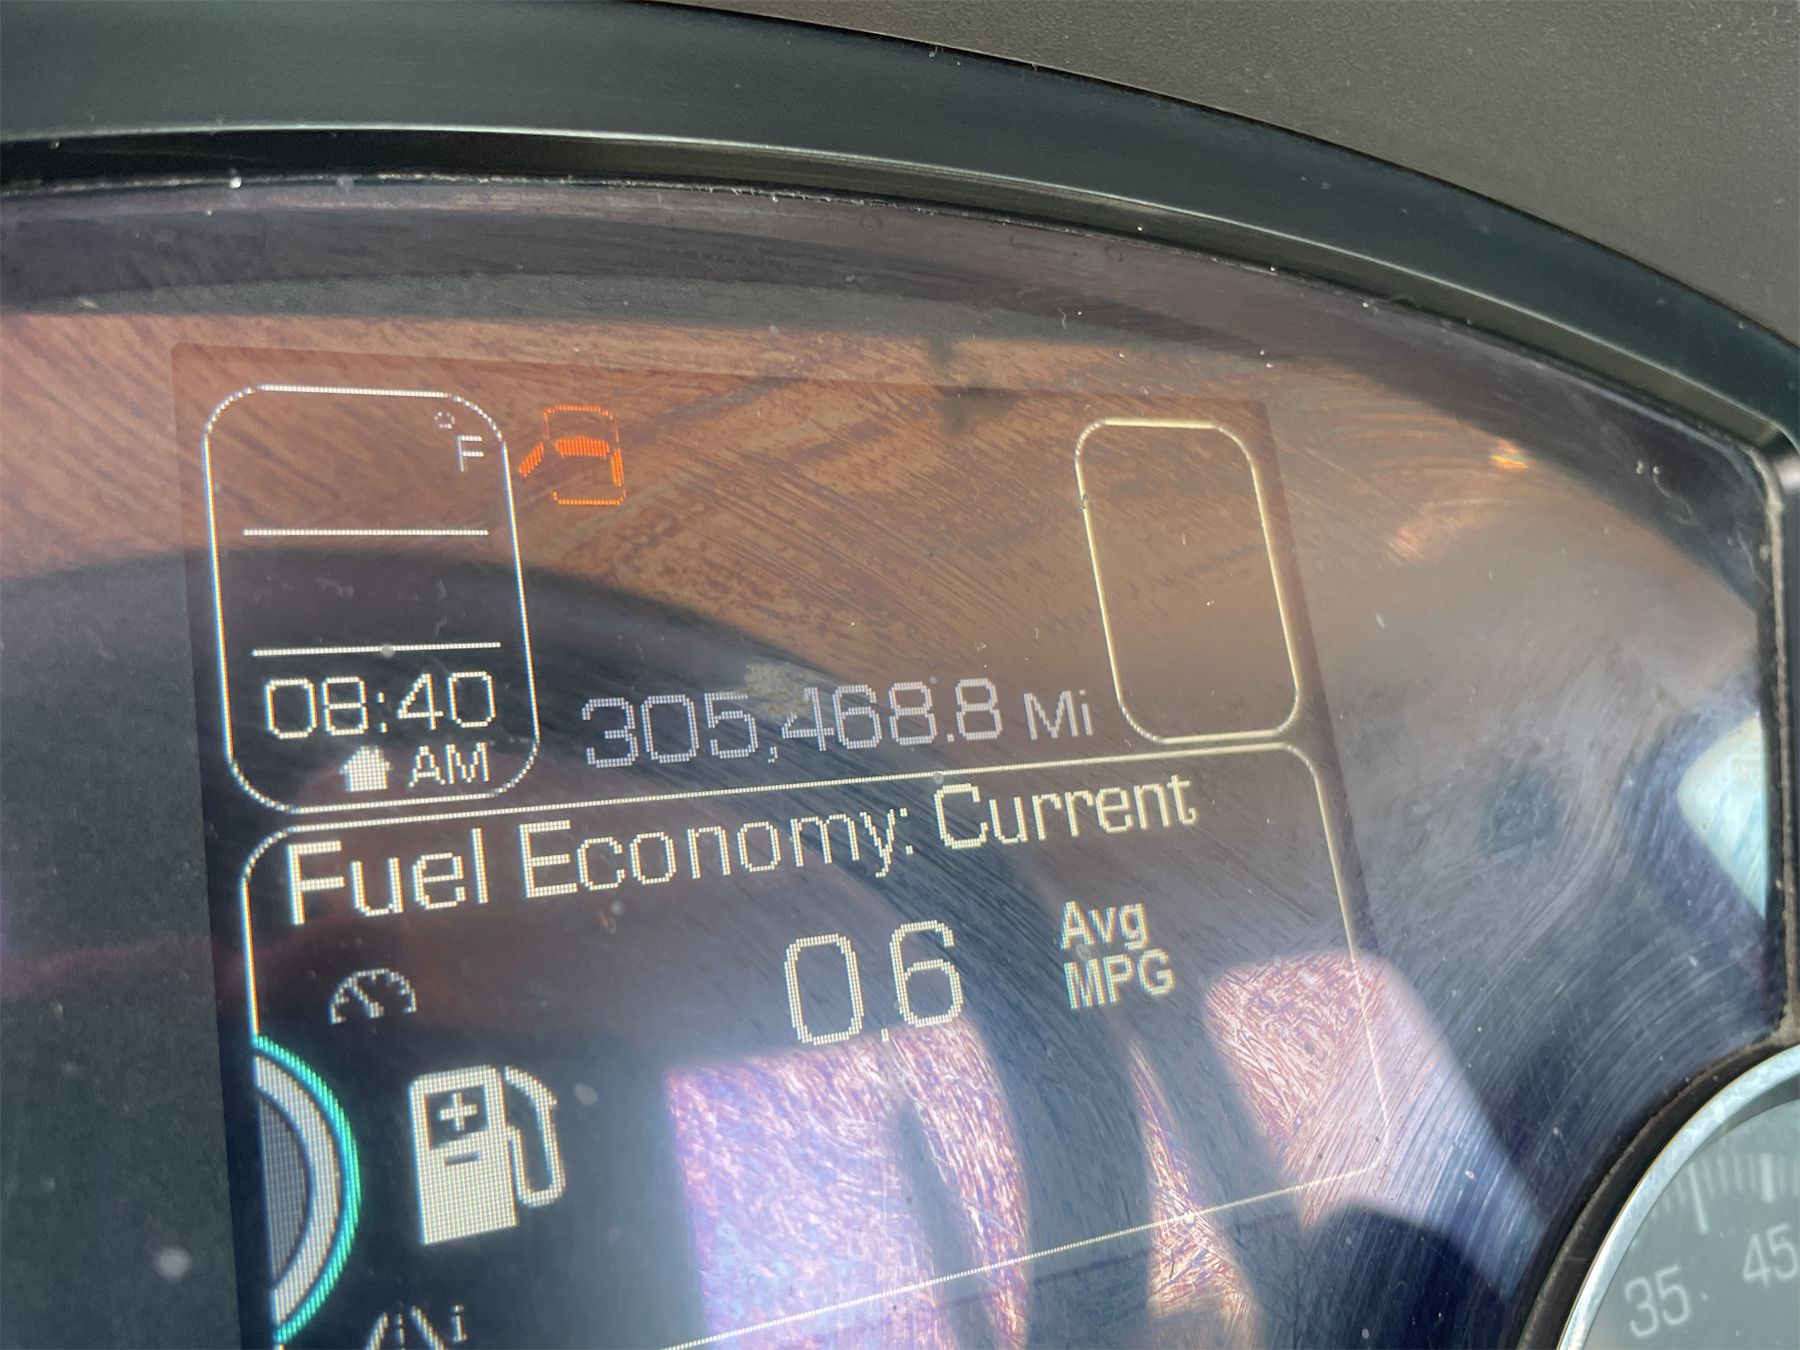 °F
08:40
AM
305,468.8 Mi
Fuel Economy: Current
0.6 Avg
MPG
35
45